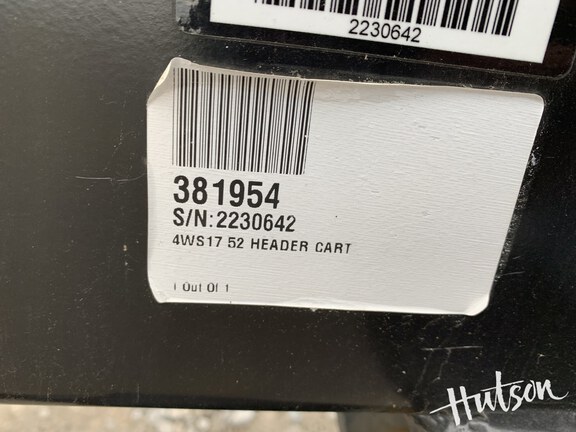 2230642
381954
S/N:2230642
4WS17 52 HEADER CART
1 Out Of 1
Hutson